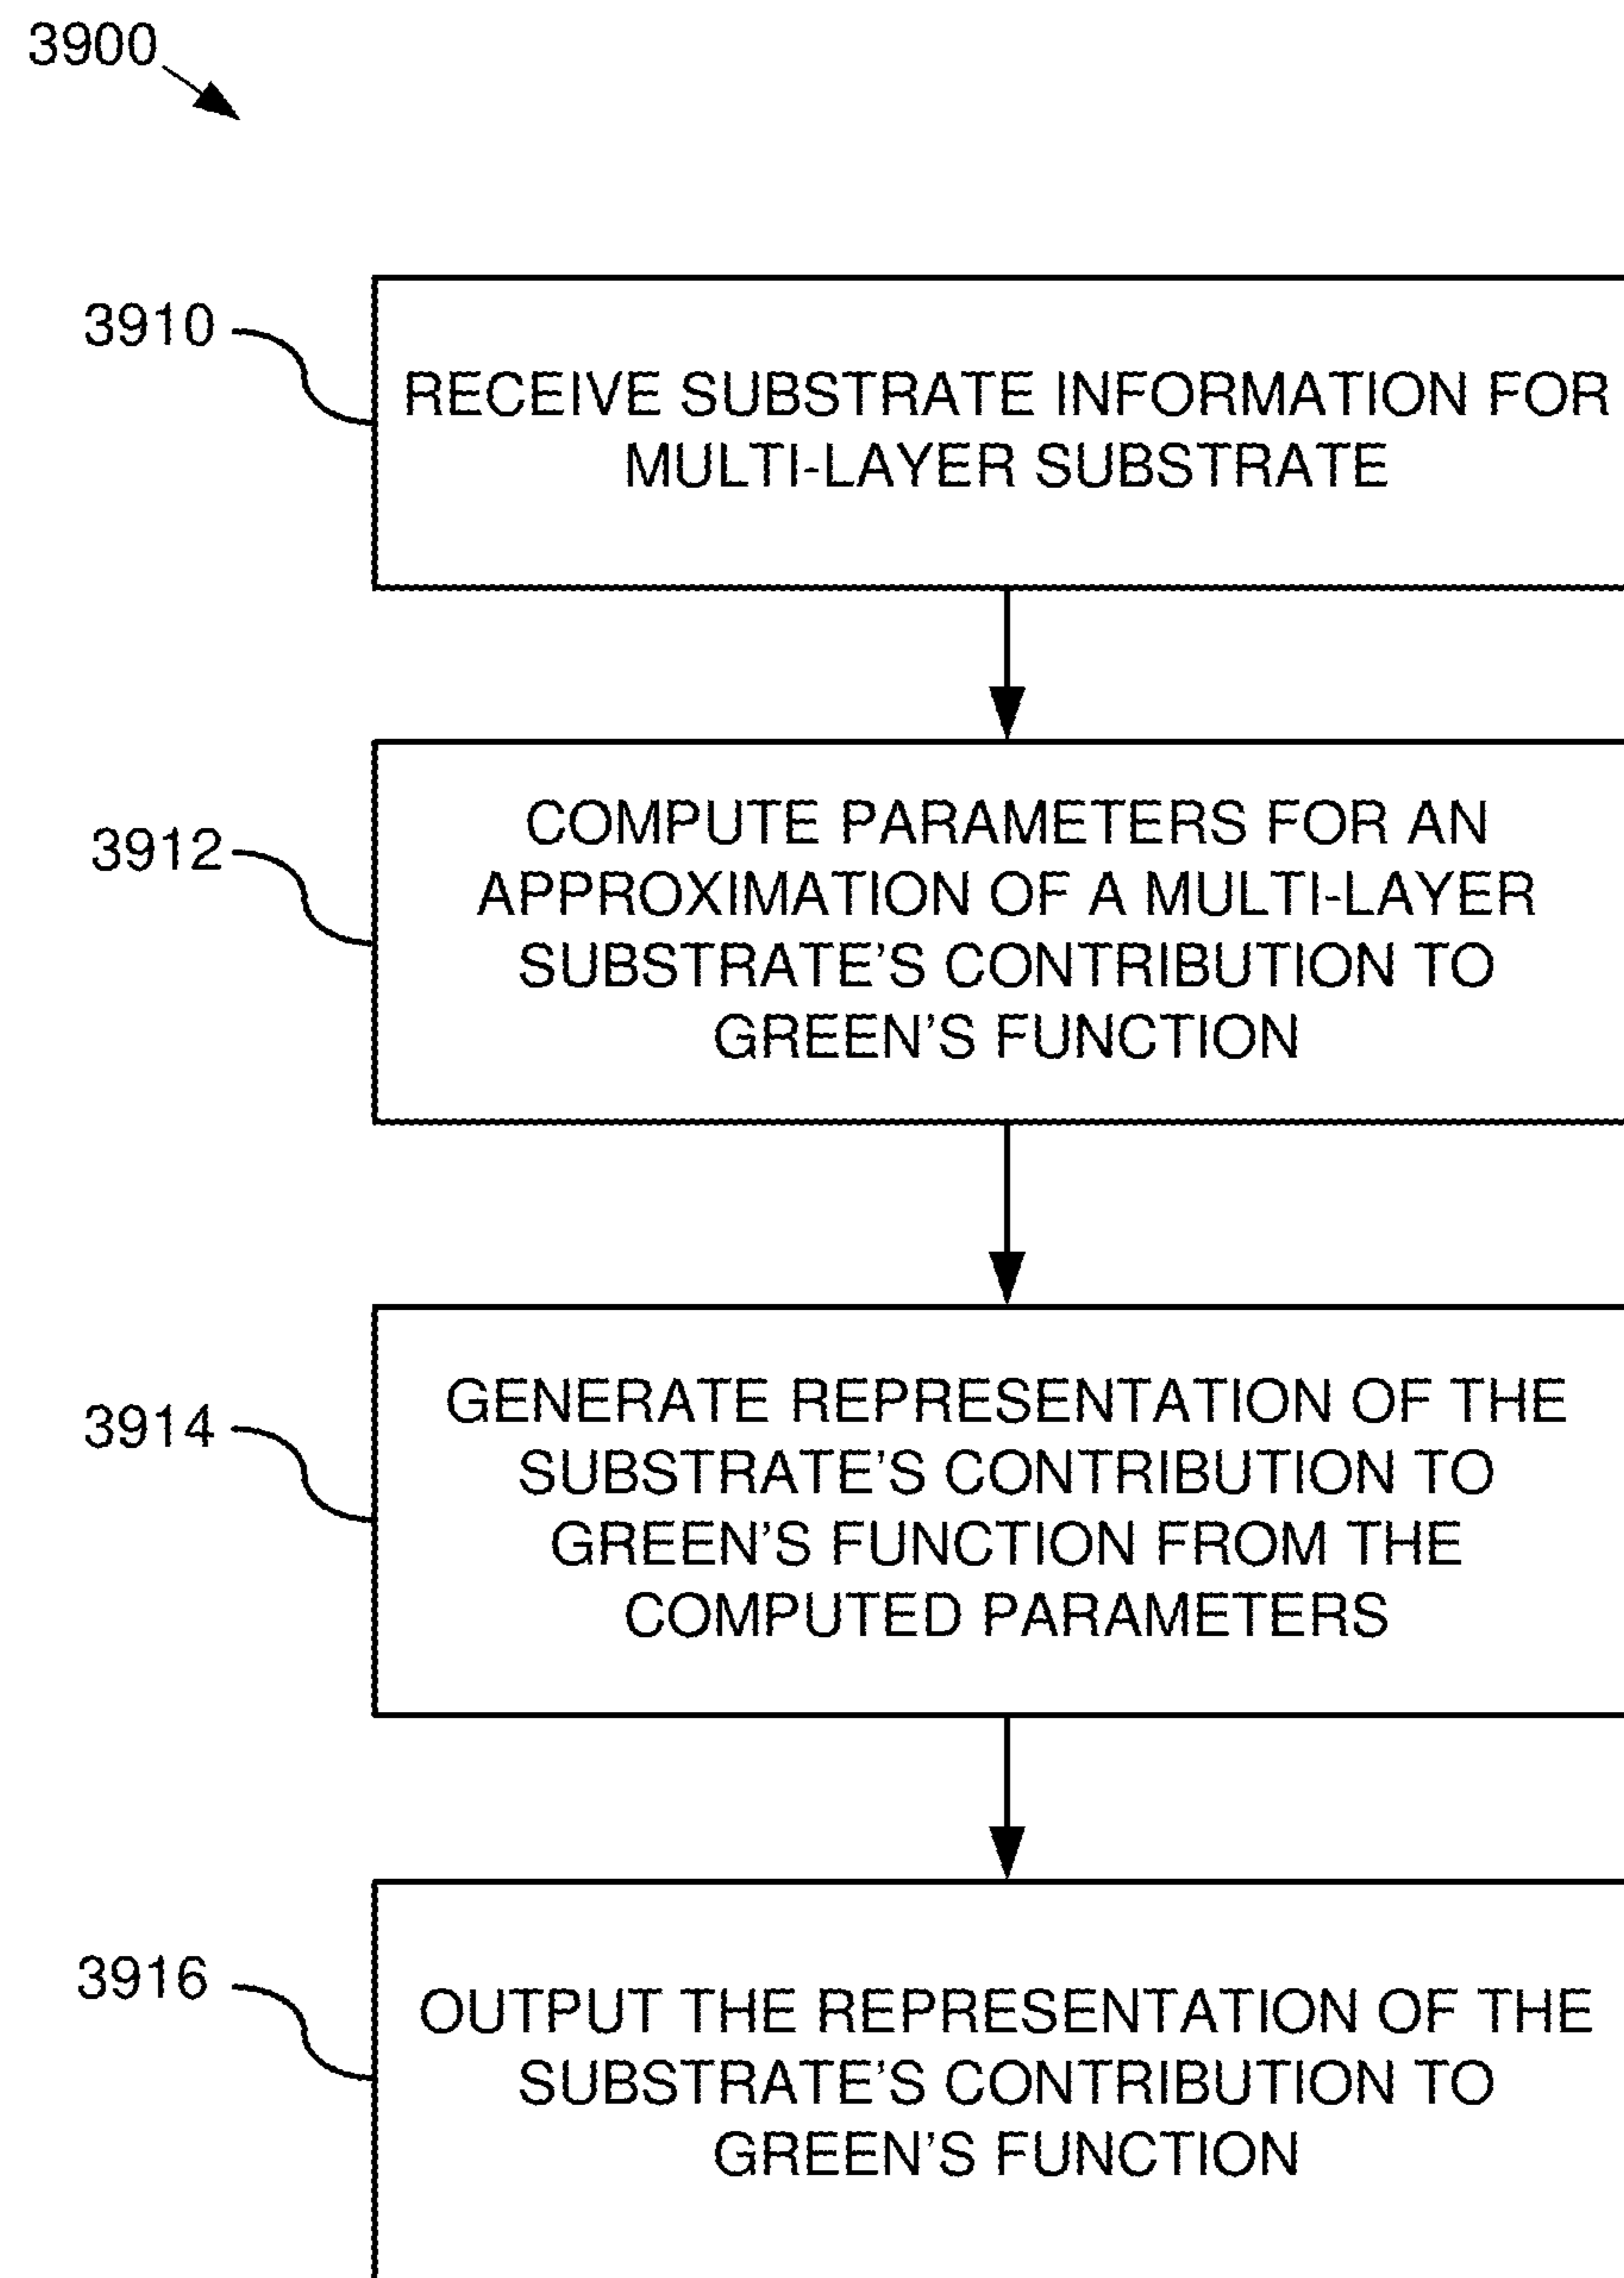 3900
3910
RECEIVE SUBSTRATE INFORMATION FOR
MULTI-LAYER SUBSTRATE
3912
COMPUTE PARAMETERS FOR AN
APPROXIMATION OF A MULTI-LAYER
SUBSTRATE'S CONTRIBUTION TO
GREEN'S FUNCTION
3914
GENERATE REPRESENTATION OF THE
SUBSTRATE'S CONTRIBUTION TO
GREEN'S FUNCTION FROM THE
COMPUTED PARAMETERS
3916
OUTPUT THE REPRESENTATION OF THE
SUBSTRATE'S CONTRIBUTION TO
GREEN'S FUNCTION